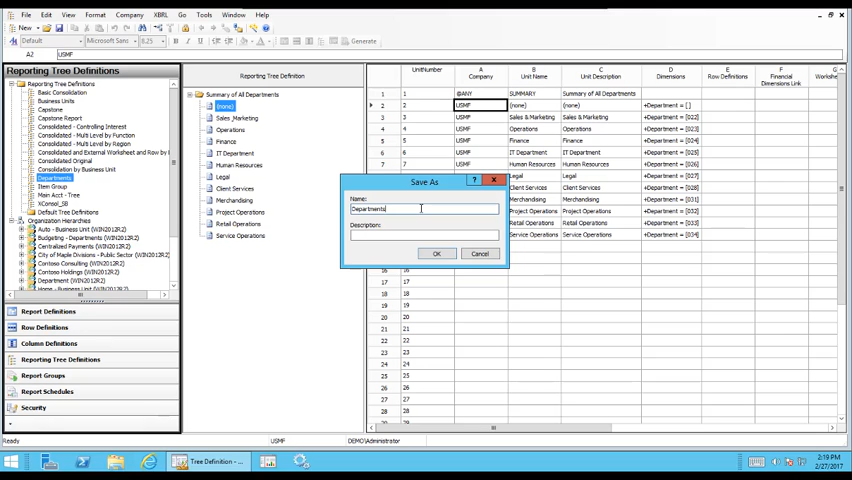 File Edit View Format Company XBRL Go Tools Window Help
New
Default Microsoft Sans 8.25 B I U Generate
A2 USMF
Reporting Tree Definitions
Reporting Tree Definitions
Basic Consolidation
Business Units
Capstone
Capstone Report
Consolidated - Controling Interest
Consolidated - Multi Level by Function
Consolidated - Multi Level by Region
Consolidated and External Worksheet and Row by
Consolidated Original
Consolidation by Business Unit
Departments
Item Group
Main Acct - Tree
XConsol_SB
Default Tree Definitions
Organization Hierarchies
Auto - Business Unit (WIN2012R2)
Budgeting - Departments (WIN2012R2)
Centralized Payments (WIN2012R2)
City of Maple Divisions - Public Sector (WIN2012R2)
Contoso Consulting (WIN2012R2)
Contoso Holdings (WIN2012R2)
Department (WIN2012R2)
Home - Business Unit (WIN2012R2)
Report Definitions
Row Definitions
Column Definitions
Reporting Tree Definitions
Report Groups
Report Schedules
Security
Reporting Tree Definition
Summary of All Departments
(none)
Sales _Marketing
Operations
Finance
IT Department
Human Resources
Legal
Client Services
Merchandising
Project Operations
Retail Operations
Service Operations
UnitNumber A Company B Unit Name C Unit Description D Dimensions E Row Definitions F Financial Dimensions Link G Workshe
1 1 @ANY SUMMARY Summary of All Departments
2 2 USMF (none) (none) +Department = []
3 3 USMF Sales & Marketing Sales & Marketing +Department = [022]
4 4 USMF Operations Operations +Department = [023]
5 5 USMF Finance Finance +Department = [024]
6 6 USMF IT Department IT Department +Department = [025]
7 7 USMF Human Resources Human Resources +Department = [026]
Legal Legal +Department = [027]
Client Services Client Services +Department = [028]
Merchandising Merchandising +Department = [031]
Project Operations Project Operations +Department = [032]
Retail Operations Retail Operations +Department = [033]
Service Operations Service Operations +Department = [034]
16 16
17 17
18 18
19 19
20 20
21 21
22 22
23 23
24 24
25 25
26 26
27 27
28 28
29 29
Save As
Name:
Departments
Description:
OK Cancel
Ready USMF DEMO\Administrator
Tree Definition - ...
2:19 PM
2/27/2017